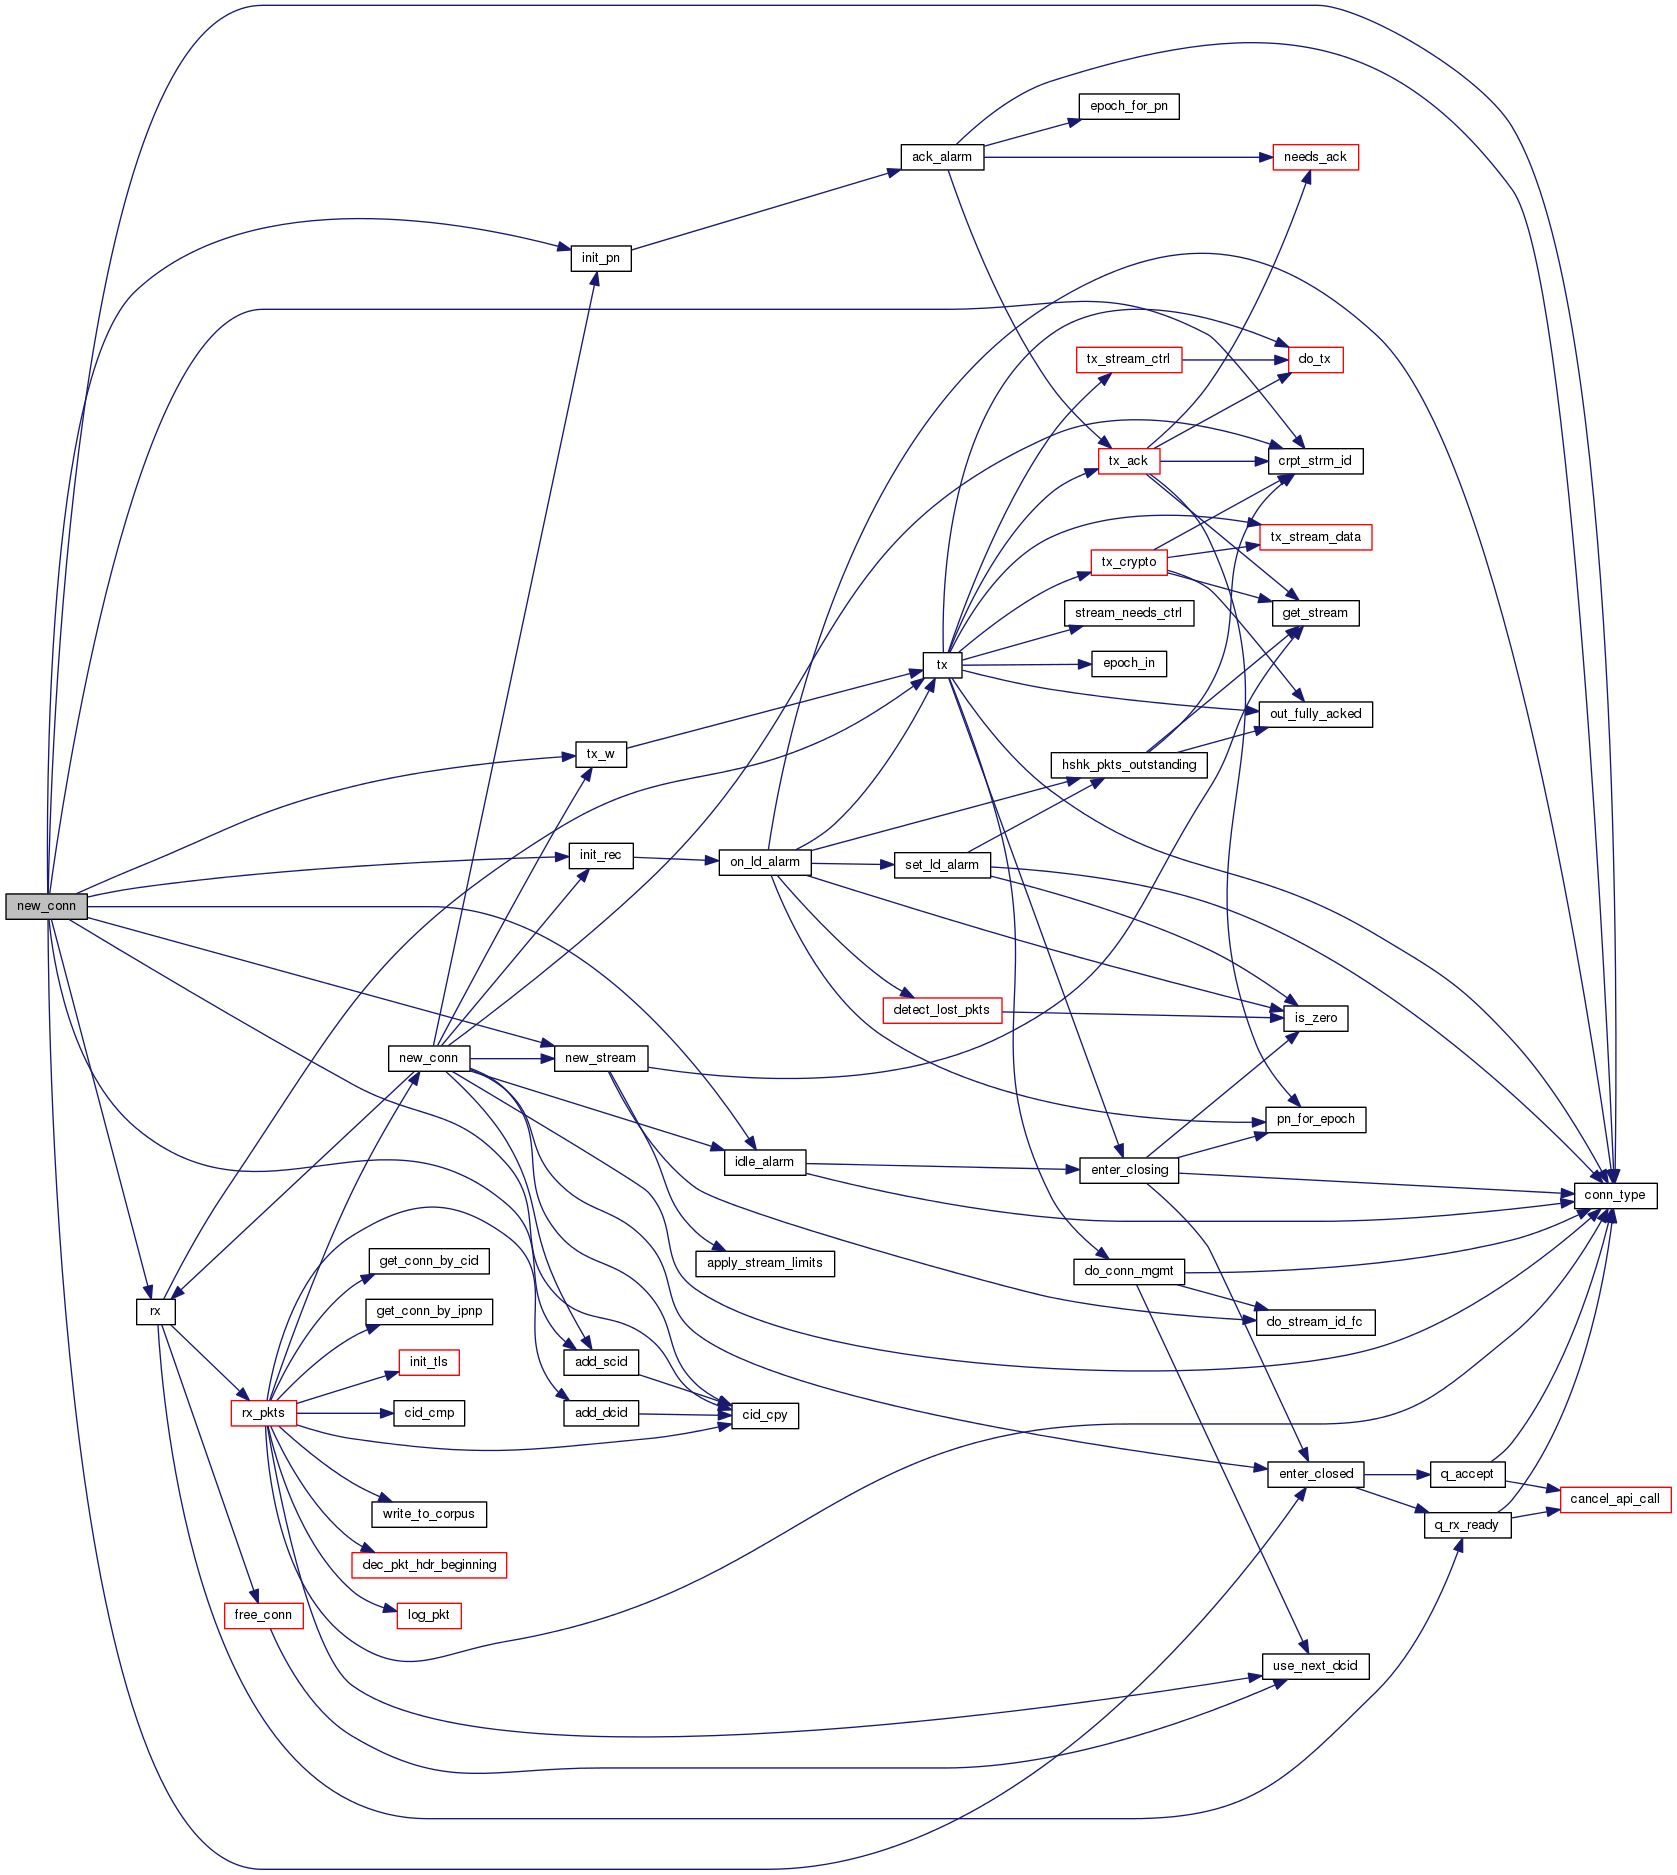 epoch_for_pn
ack_alarm
needs_ack
init_pn
tx_stream_ctrl
do_tx
tx_ack
crpt_strm_id
tx_stream_data
tx_crypto
stream_needs_ctrl
get_stream
tx
epoch_in
out_fully_acked
tx_w
hshk_pkts_outstanding
init_rec
on_ld_alarm
set_ld_alarm
new_conn
detect_lost_pkts
is_zero
new_conn
new_stream
pn_for_epoch
idle_alarm
enter_closing
conn_type
get_conn_by_cid
apply_stream_limits
do_conn_mgmt
rx
get_conn_by_ipnp
do_stream_id_fc
init_tls
add_scid
rx_pkts
cid_cmp
add_dcid
cid_cpy
enter_closed
q_accept
cancel_api_call
write_to_corpus
q_rx_ready
dec_pkt_hdr_beginning
free_conn
log_pkt
use_next_dcid